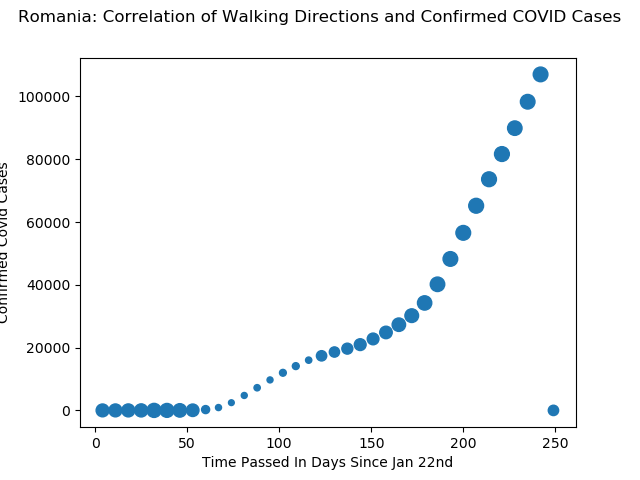 Romania: Correlation of Walking Directions and Confirmed COVID Cases
100000
80000
60000
40000
20000
0
Confirmed Covid Cases
0 50 100 150 200 250
Time Passed In Days Since Jan 22nd